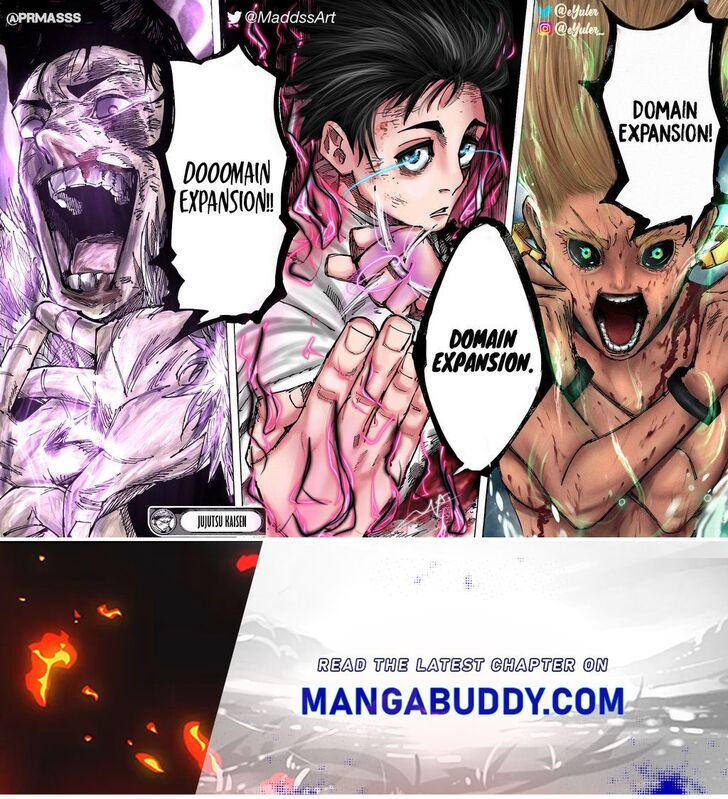 @PRMASSS
@MaddssArt
@eYuler
@eYuler_
DOOOMAIN
EXPANSION!!
DOMAIN
EXPANSION.
DOMAIN
EXPANSION!
JUJUTSU KAISEN
READ THE LATEST CHAPTER ON
MANGABUDDY.COM